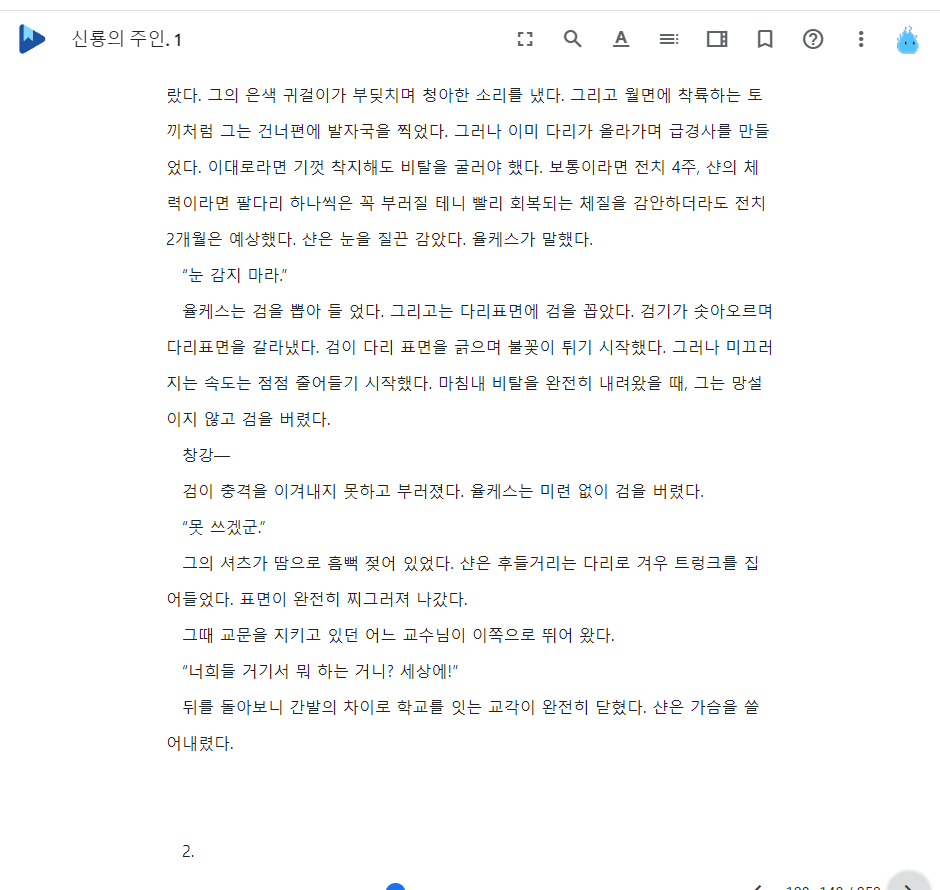 신룡의 주인. 1
랐다. 그의 은색 귀걸이가 부딪치며 청아한 소리를 냈다. 그리고 월면에 착륙하는 토
끼처럼 그는 건너편에 발자국을 찍었다. 그러나 이미 다리가 올라가며 급경사를 만들
었다. 이대로라면 기껏 착지해도 비탈을 굴러야 했다. 보통이라면 전치 4주, 샨의 체
력이라면 팔다리 하나씩은 꼭 부러질 테니 빨리 회복되는 체질을 감안하더라도 전치
2개월은 예상했다. 샨은 눈을 질끈 감았다. 율케스가 말했다.
“눈 감지 마라.”
율케스는 검을 뽑아 들 었다. 그리고는 다리표면에 검을 꼽았다. 검기가 솟아오르며
다리표면을 갈라냈다. 검이 다리 표면을 긁으며 불꽃이 튀기 시작했다. 그러나 미끄러
지는 속도는 점점 줄어들기 시작했다. 마침내 비탈을 완전히 내려왔을 때, 그는 망설
이지 않고 검을 버렸다.
창강―
검이 충격을 이겨내지 못하고 부러졌다. 율케스는 미련 없이 검을 버렸다.
“못 쓰겠군.”
그의 셔츠가 땀으로 흠뻑 젖어 있었다. 샨은 후들거리는 다리로 겨우 트렁크를 집
어들었다. 표면이 완전히 찌그러져 나갔다.
그때 교문을 지키고 있던 어느 교수님이 이쪽으로 뛰어 왔다.
“너희들 거기서 뭐 하는 거니? 세상에!”
뒤를 돌아보니 간발의 차이로 학교를 잇는 교각이 완전히 닫혔다. 샨은 가슴을 쓸
어내렸다.
2.